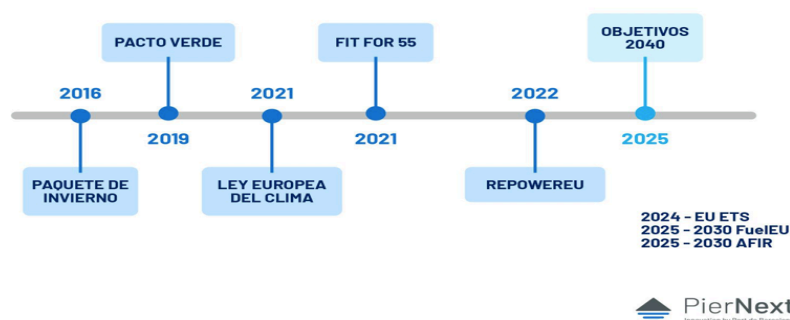 PACTO VERDE
FIT FOR 55
OBJETIVOS
2040
2016
2021
2022
2019
2021
2025
PAQUETE DE
INVIERNO
LEY EUROPEA
DEL CLIMA
REPOWEREU
2024 - EU ETS
2025 - 2030 FuelEU
2025 - 2030 AFIR
PierNext